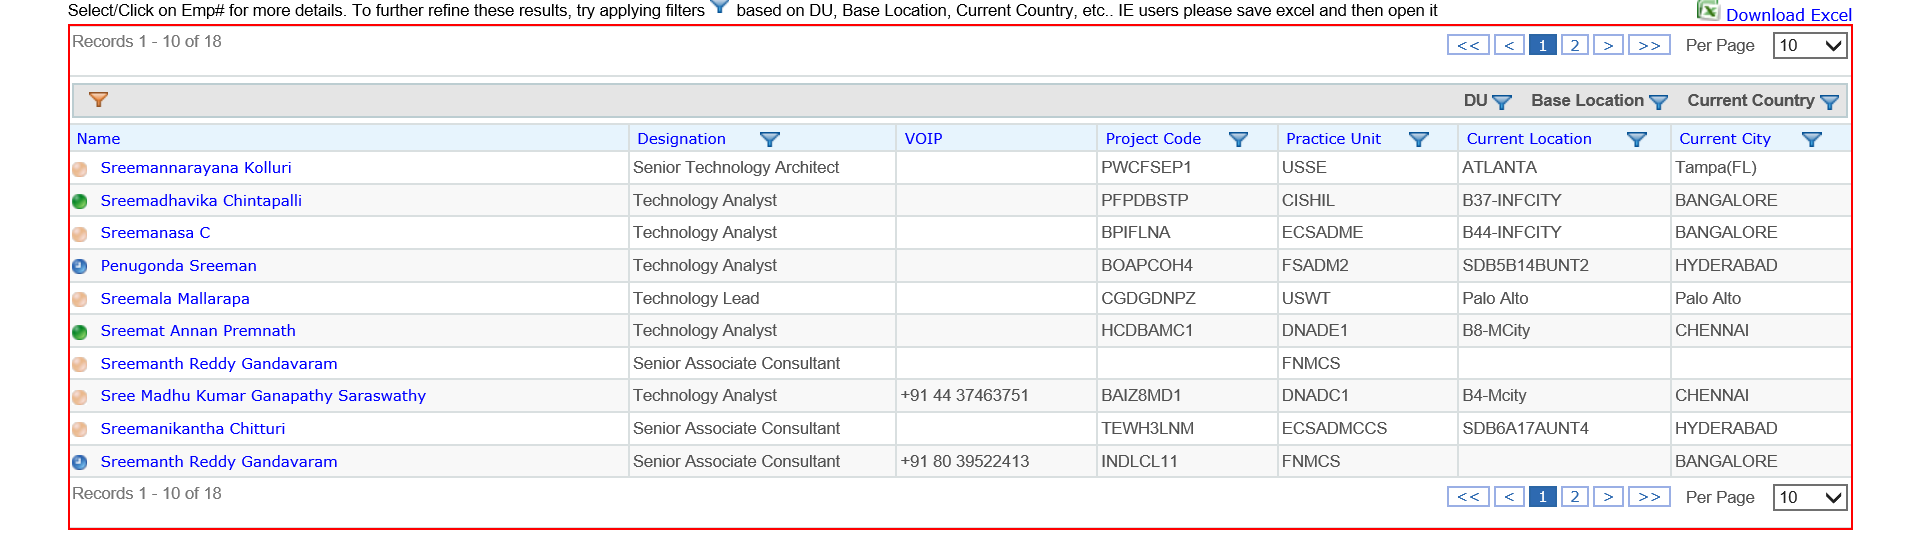 Select/Click on Emp# for more details. To further refine these results, try applying filters based on DU, Base Location, Current Country, etc.. IE users please save excel and then open it
Download Excel
Records 1 - 10 of 18 << < 1 2 > >> Per Page 10
DU Base Location Current Country
Name Designation VOIP Project Code Practice Unit Current Location Current City
Sreemannarayana Kolluri Senior Technology Architect PWCFSEP1 USSE ATLANTA Tampa(FL)
Sreemadhavika Chintapalli Technology Analyst PFPDBSTP CISHIL B37-INFCITY BANGALORE
Sreemanasa C Technology Analyst BPIFLNA ECSADME B44-INFCITY BANGALORE
Penugonda Sreeman Technology Analyst BOAPCOH4 FSADM2 SDB5B14BUNT2 HYDERABAD
Sreemala Mallarapa Technology Lead CGDGDNPZ USWT Palo Alto Palo Alto
Sreemat Annan Premnath Technology Analyst HCDBAMC1 DNADE1 B8-MCity CHENNAI
Sreemanth Reddy Gandavaram Senior Associate Consultant FNMCS
Sree Madhu Kumar Ganapathy Saraswathy Technology Analyst +91 44 37463751 BAIZ8MD1 DNADC1 B4-Mcity CHENNAI
Sreemanikantha Chitturi Senior Associate Consultant TEWH3LNM ECSADMCCS SDB6A17AUNT4 HYDERABAD
Sreemanth Reddy Gandavaram Senior Associate Consultant +91 80 39522413 INDLCL11 FNMCS BANGALORE
Records 1 - 10 of 18 << < 1 2 > >> Per Page 10